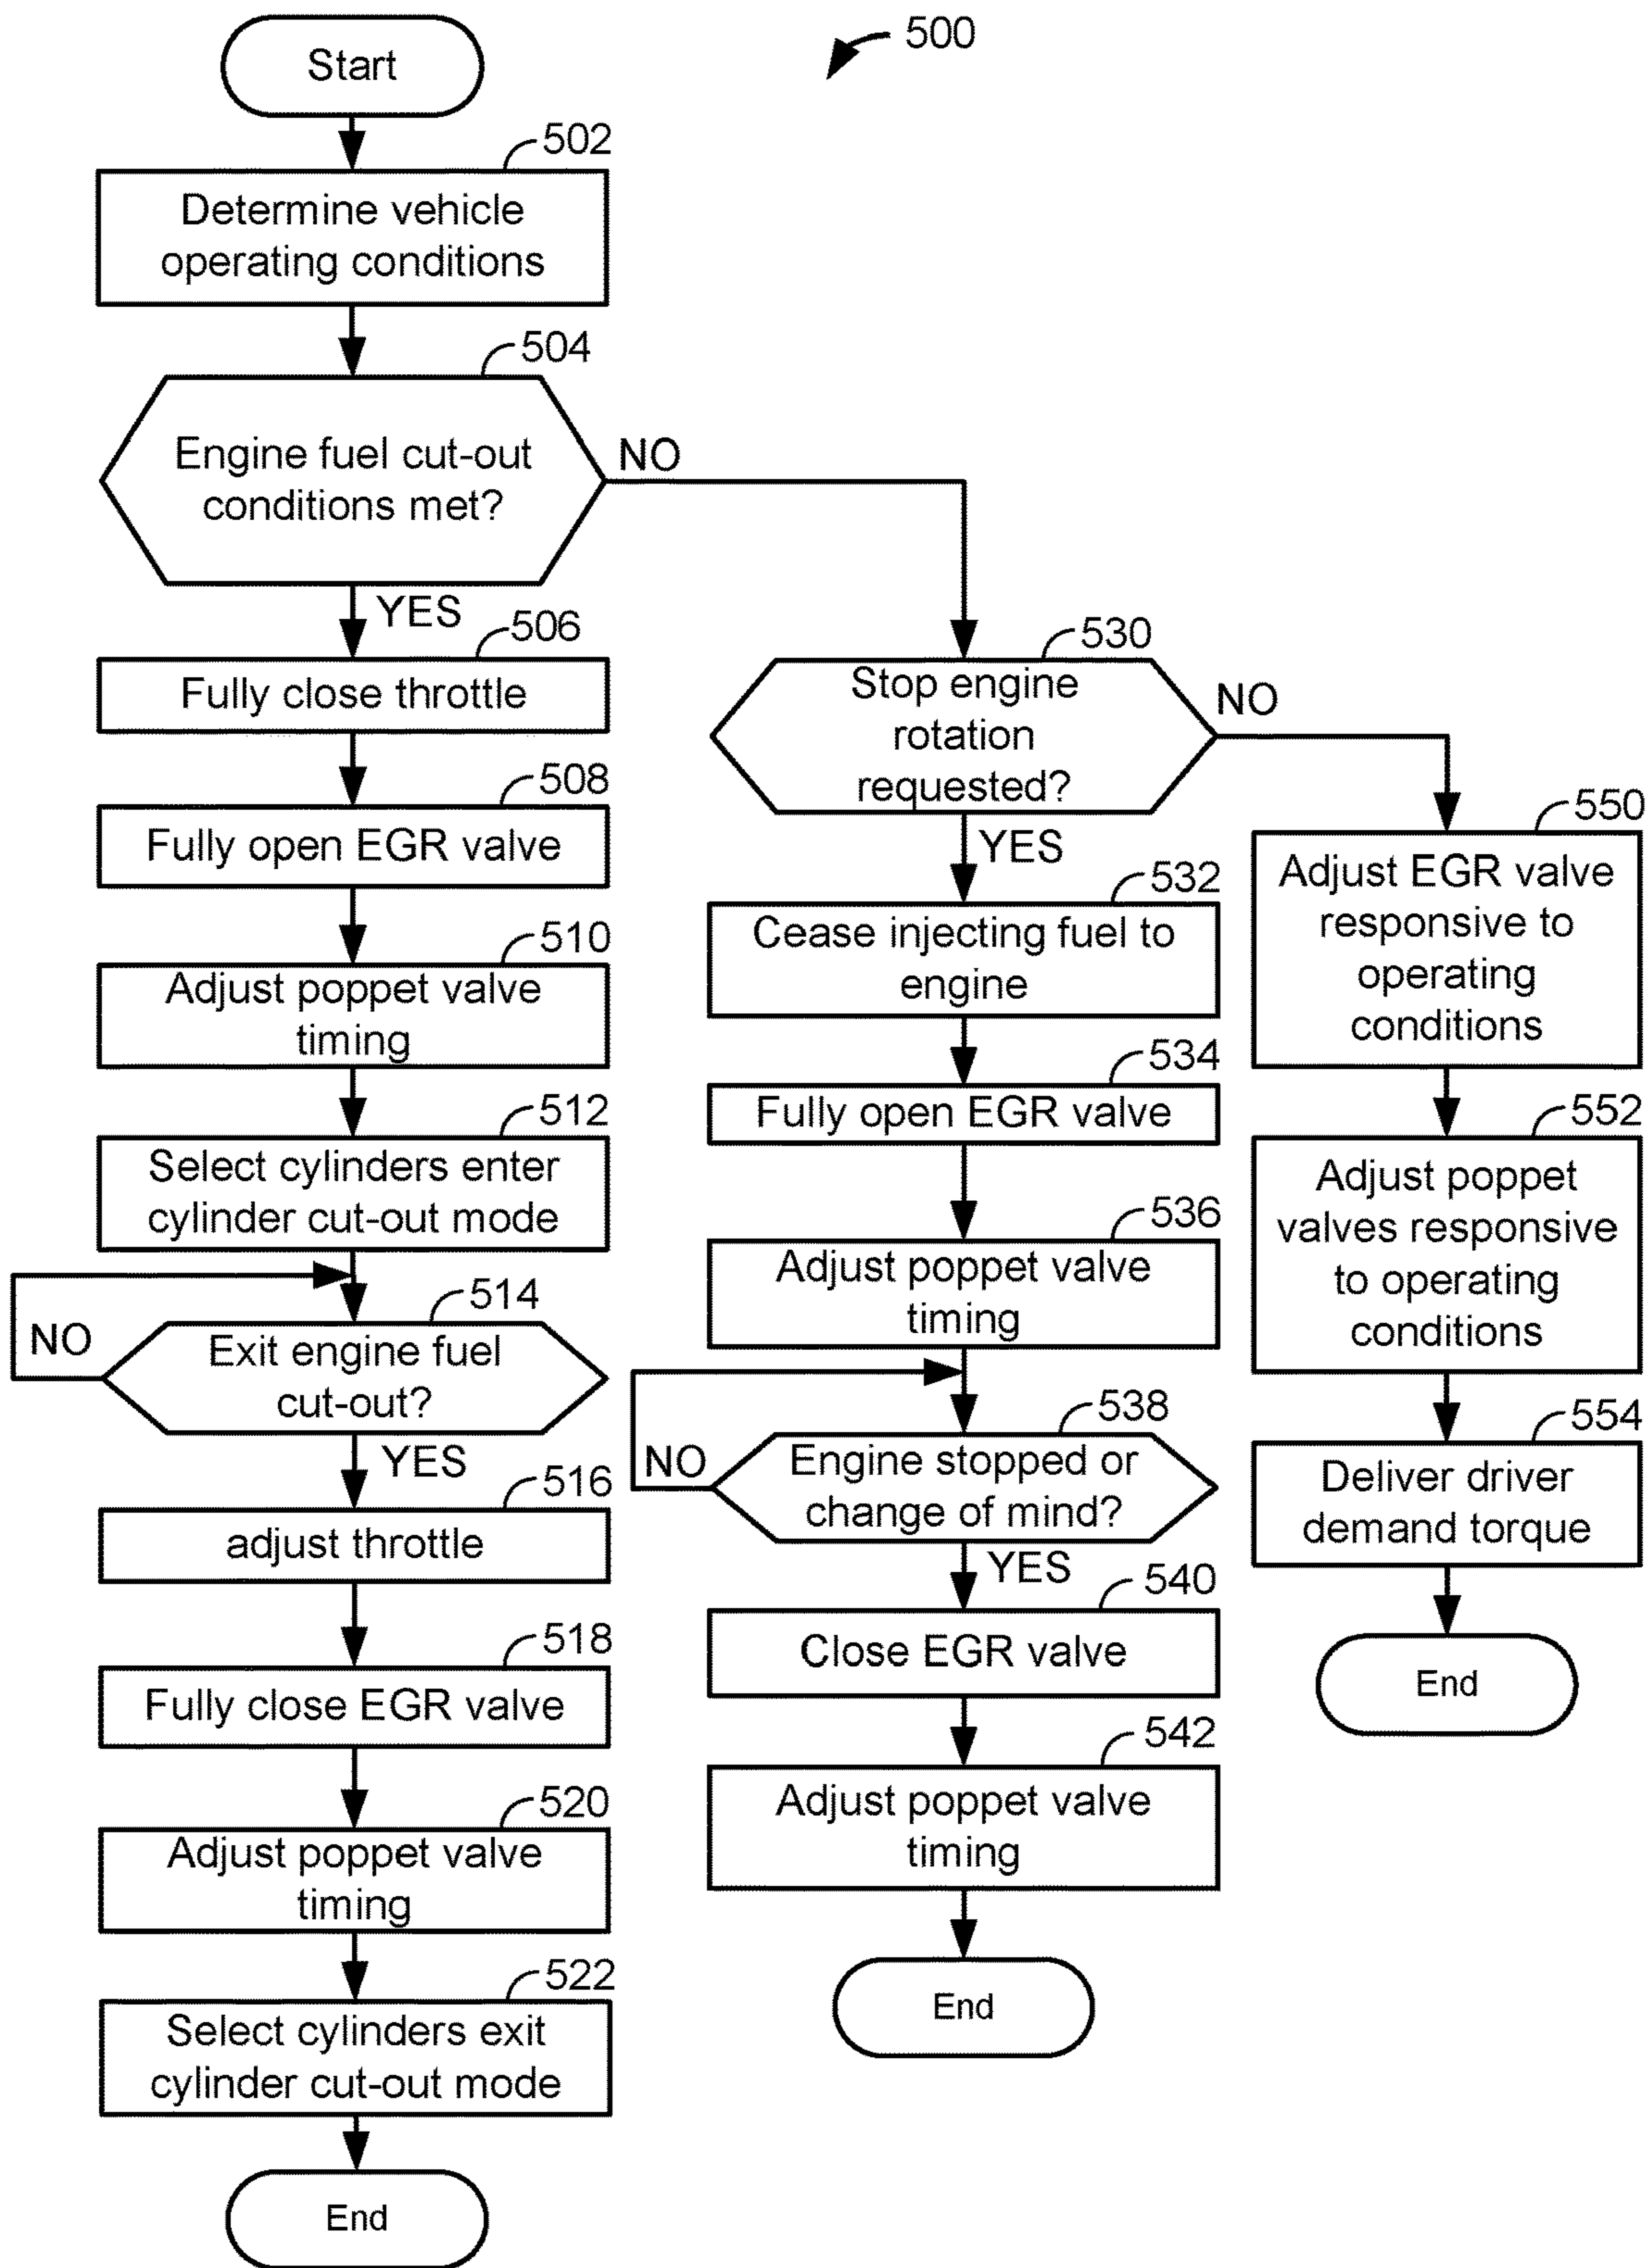 500
Start
502
Determine vehicle
operating conditions
504
Engine fuel cut-out
conditions met?
NO
YES
506
Fully close throttle
508
Fully open EGR valve
510
Adjust poppet valve
timing
512
Select cylinders enter
cylinder cut-out mode
514
NO
Exit engine fuel
cut-out?
YES
516
adjust throttle
518
Fully close EGR valve
520
Adjust poppet valve
timing
522
Select cylinders exit
cylinder cut-out mode
End
530
Stop engine
rotation
requested?
NO
YES
532
Cease injecting fuel to
engine
534
Fully open EGR valve
536
Adjust poppet valve
timing
538
NO
Engine stopped or
change of mind?
YES
540
Close EGR valve
542
Adjust poppet valve
timing
End
550
Adjust EGR valve
responsive to
operating
conditions
552
Adjust poppet
valves responsive
to operating
conditions
554
Deliver driver
demand torque
End